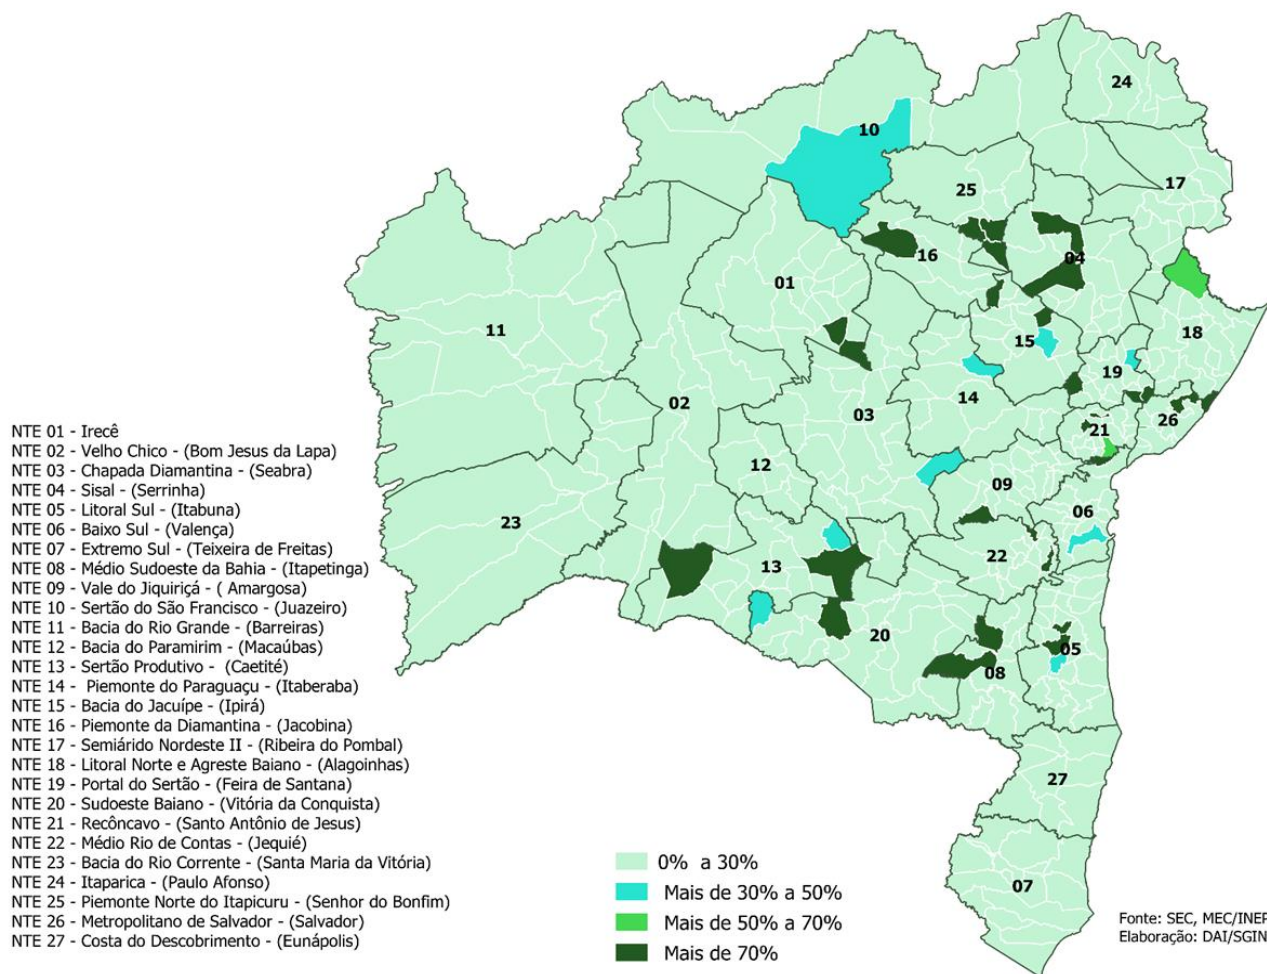 24
10
17
25
16
04
01
11
15
18
19
14
02
03
26
21
12
09
06
23
22
13
20
05
08
27
07
NTE 01 - Irecê
NTE 02 - Velho Chico - (Bom Jesus da Lapa)
NTE 03 - Chapada Diamantina - (Seabra)
NTE 04 - Sisal - (Serrinha)
NTE 05 - Litoral Sul - (Itabuna)
NTE 06 - Baixo Sul - (Valença)
NTE 07 - Extremo Sul - (Teixeira de Freitas)
NTE 08 - Médio Sudoeste da Bahia - (Itapetinga)
NTE 09 - Vale do Jiquiriçá - ( Amargosa)
NTE 10 - Sertão do São Francisco - (Juazeiro)
NTE 11 - Bacia do Rio Grande - (Barreiras)
NTE 12 - Bacia do Paramirim - (Macaúbas)
NTE 13 - Sertão Produtivo - (Caetité)
NTE 14 - Piemonte do Paraguaçu - (Itaberaba)
NTE 15 - Bacia do Jacuípe - (Ipirá)
NTE 16 - Piemonte da Diamantina - (Jacobina)
NTE 17 - Semiárido Nordeste II - (Ribeira do Pombal)
NTE 18 - Litoral Norte e Agreste Baiano - (Alagoinhas)
NTE 19 - Portal do Sertão - (Feira de Santana)
NTE 20 - Sudoeste Baiano - (Vitória da Conquista)
NTE 21 - Recôncavo - (Santo Antônio de Jesus)
NTE 22 - Médio Rio de Contas - (Jequié)
NTE 23 - Bacia do Rio Corrente - (Santa Maria da Vitória)
NTE 24 - Itaparica - (Paulo Afonso)
NTE 25 - Piemonte Norte do Itapicuru - (Senhor do Bonfim)
NTE 26 - Metropolitano de Salvador - (Salvador)
NTE 27 - Costa do Descobrimento - (Eunápolis)
0% a 30%
Mais de 30% a 50%
Mais de 50% a 70%
Mais de 70%
Fonte: SEC, MEC/INEP
Elaboração: DAI/SGINF